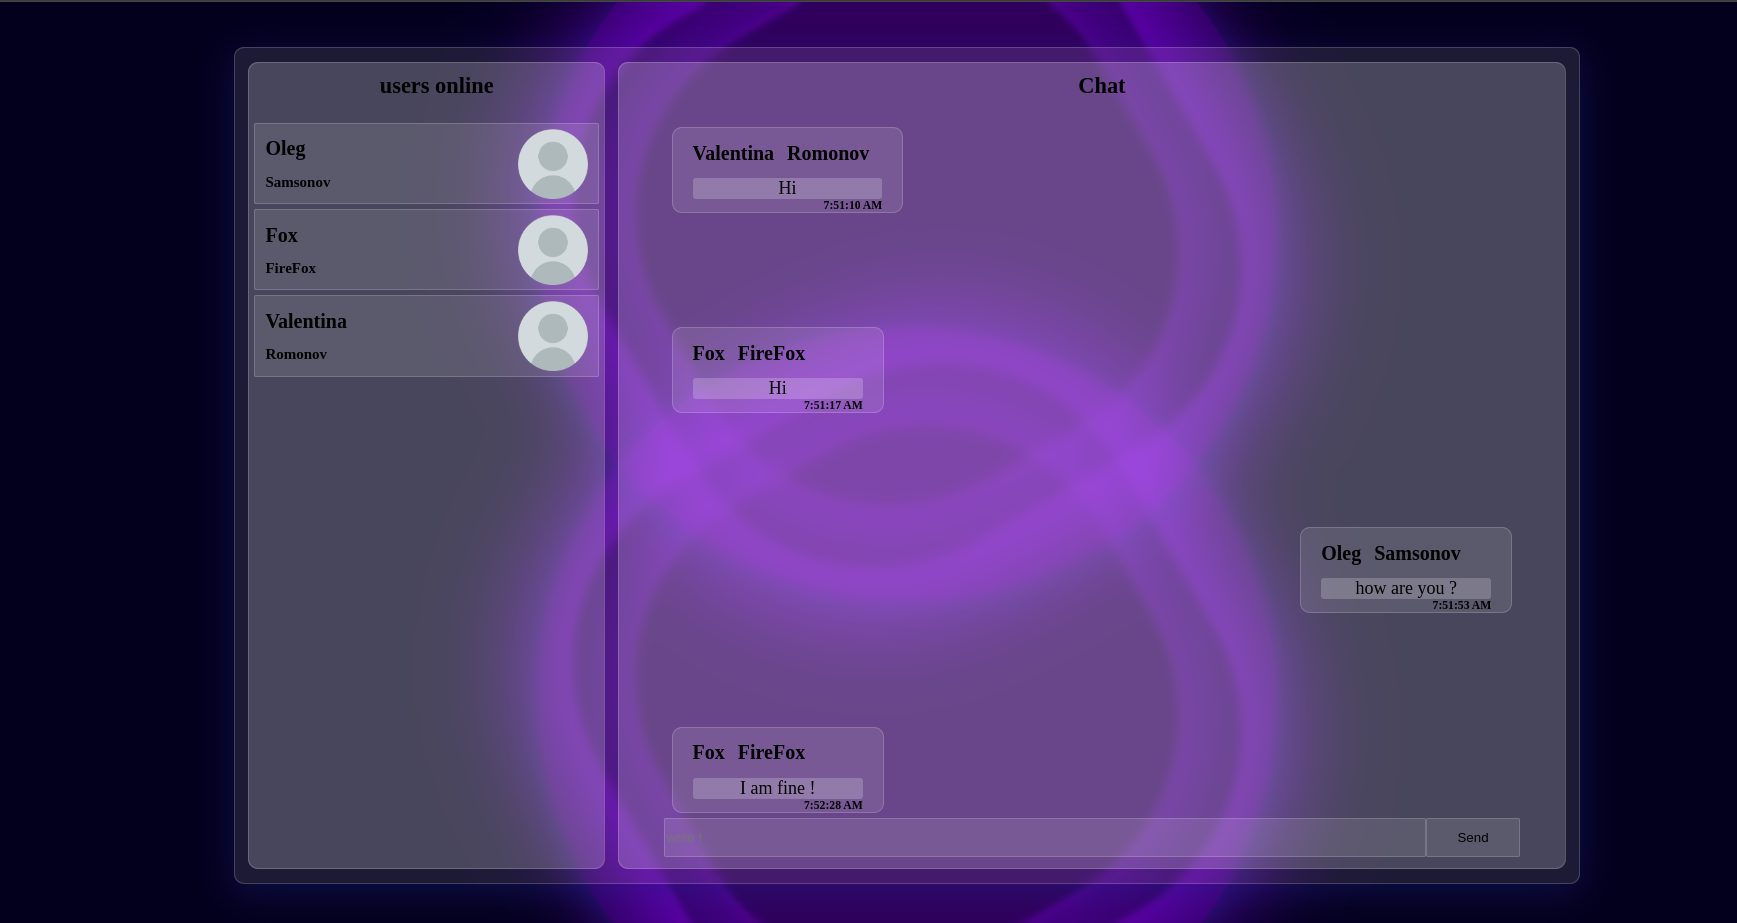 users online
Oleg
Samsonov
Fox
FireFox
Valentina
Romonov
Chat
Valentina Romonov
Hi
7:51:10 AM
Fox FireFox
Hi
7:51:17 AM
Oleg Samsonov
how are you ?
7:51:53 AM
Fox FireFox
I am fine !
7:52:28 AM
Send